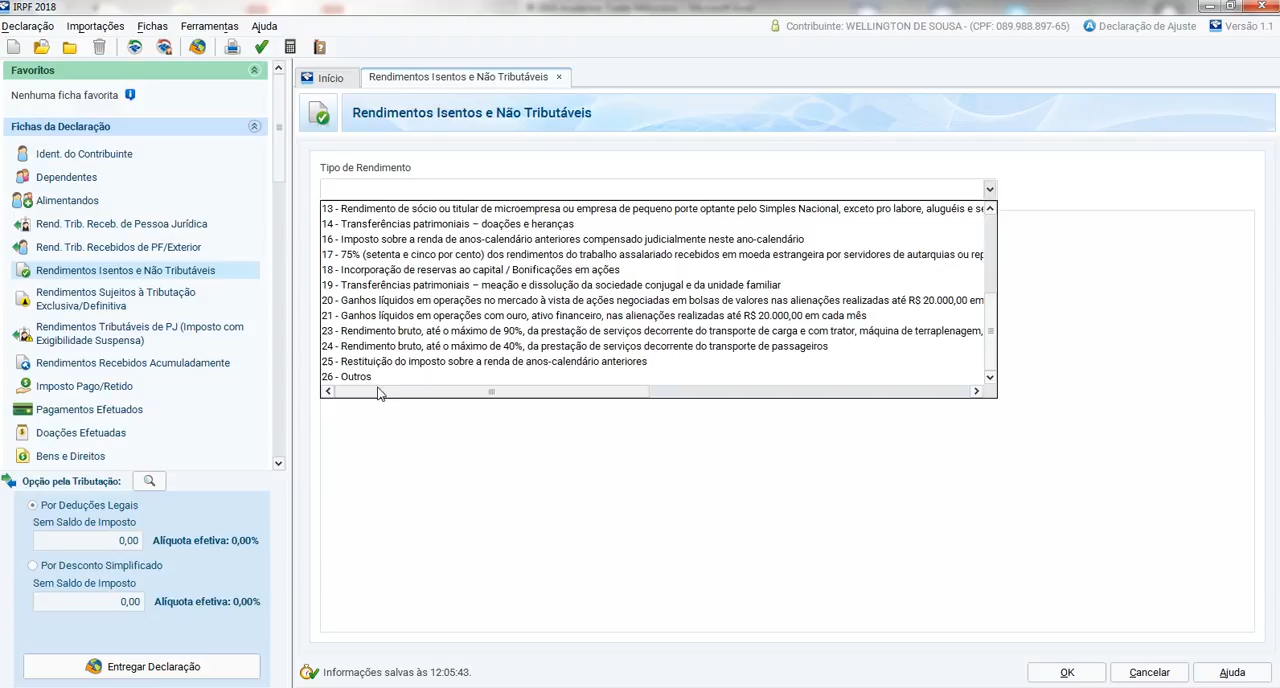 IRPF 2018
Declaração Importações Fichas Ferramentas Ajuda
Contribuinte: WELLINGTON DE SOUSA - (CPF: 089.988.897-65) Declaração de Ajuste Versão 1.1
Favoritos
Nenhuma ficha favorita
Fichas da Declaração
Ident. do Contribuinte
Dependentes
Alimentandos
Rend. Trib. Receb. de Pessoa Jurídica
Rend. Trib. Recebidos de PF/Exterior
Rendimentos Isentos e Não Tributáveis
Rendimentos Sujeitos à Tributação
Exclusiva/Definitiva
Rendimentos Tributáveis de PJ (Imposto com
Exigibilidade Suspensa)
Rendimentos Recebidos Acumuladamente
Imposto Pago/Retido
Pagamentos Efetuados
Doações Efetuadas
Bens e Direitos
Opção pela Tributação:
Por Deduções Legais
Sem Saldo de Imposto
0,00 Alíquota efetiva: 0,00%
Por Desconto Simplificado
Sem Saldo de Imposto
0,00 Alíquota efetiva: 0,00%
Entregar Declaração
Início Rendimentos Isentos e Não Tributáveis ×
Rendimentos Isentos e Não Tributáveis
Tipo de Rendimento
13 - Rendimento de sócio ou titular de microempresa ou empresa de pequeno porte optante pelo Simples Nacional, exceto pro labore, aluguéis e se
14 - Transferências patrimoniais – doações e heranças
16 - Imposto sobre a renda de anos-calendário anteriores compensado judicialmente neste ano-calendário
17 - 75% (setenta e cinco por cento) dos rendimentos do trabalho assalariado recebidos em moeda estrangeira por servidores de autarquias ou rep
18 - Incorporação de reservas ao capital / Bonificações em ações
19 - Transferências patrimoniais – meação e dissolução da sociedade conjugal e da unidade familiar
20 - Ganhos líquidos em operações no mercado à vista de ações negociadas em bolsas de valores nas alienações realizadas até R$ 20.000,00 em
21 - Ganhos líquidos em operações com ouro, ativo financeiro, nas alienações realizadas até R$ 20.000,00 em cada mês
23 - Rendimento bruto, até o máximo de 90%, da prestação de serviços decorrente do transporte de carga e com trator, máquina de terraplenagem,
24 - Rendimento bruto, até o máximo de 40%, da prestação de serviços decorrente do transporte de passageiros
25 - Restituição do imposto sobre a renda de anos-calendário anteriores
26 - Outros
Informações salvas às 12:05:43.
OK Cancelar Ajuda